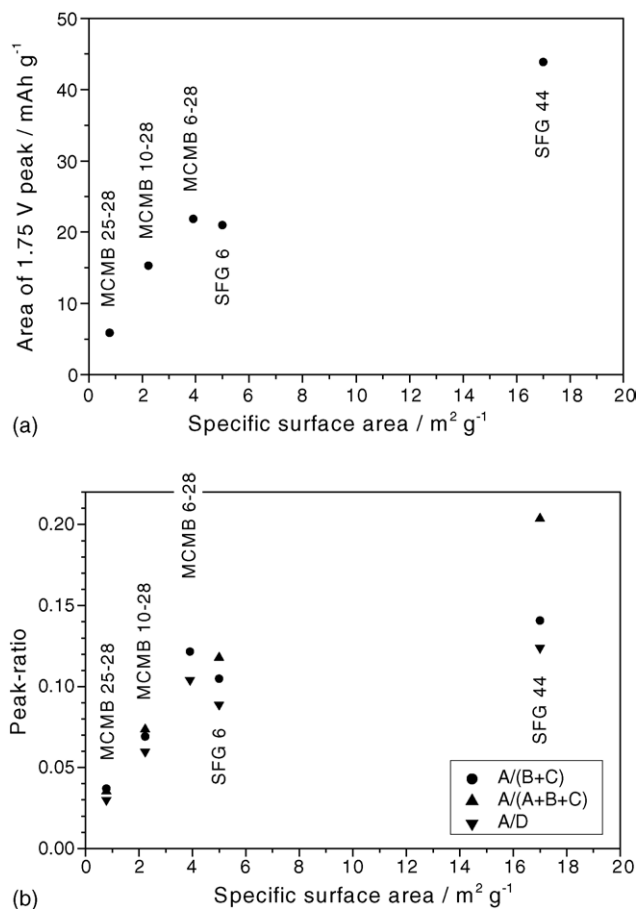 50
40
30
20
10
0
Area of 1.75 V peak / mAh g⁻¹
MCMB 25-28
MCMB 10-28
MCMB 6-28
SFG 6
SFG 44
0 2 4 6 8 10 12 14 16 18 20
(a)
Specific surface area / m² g⁻¹
0.20
0.15
0.10
0.05
0.00
Peak-ratio
MCMB 25-28
MCMB 10-28
MCMB 6-28
SFG 6
SFG 44
A/(B+C)
A/(A+B+C)
A/D
0 2 4 6 8 10 12 14 16 18 20
(b)
Specific surface area / m² g⁻¹